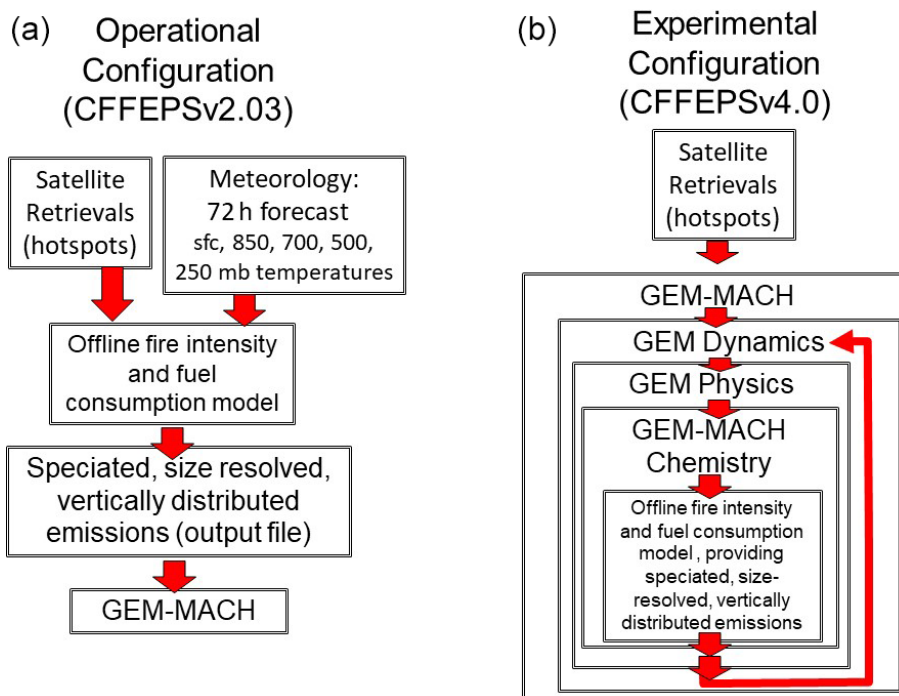 (a) Operational
Configuration
(CFFEPSv2.03)
Satellite
Retrievals
(hotspots)
Meteorology:
72 h forecast
sfc, 850, 700, 500,
250 mb temperatures
Offline fire intensity
and fuel
consumption model
Speciated, size resolved,
vertically distributed
emissions (output file)
GEM-MACH
(b) Experimental
Configuration
(CFFEPSv4.0)
Satellite
Retrievals
(hotspots)
GEM-MACH
GEM Dynamics
GEM Physics
GEM-MACH
Chemistry
Offline fire intensity
and fuel consumption
model , providing
speciated, size-
resolved, vertically
distributed emissions